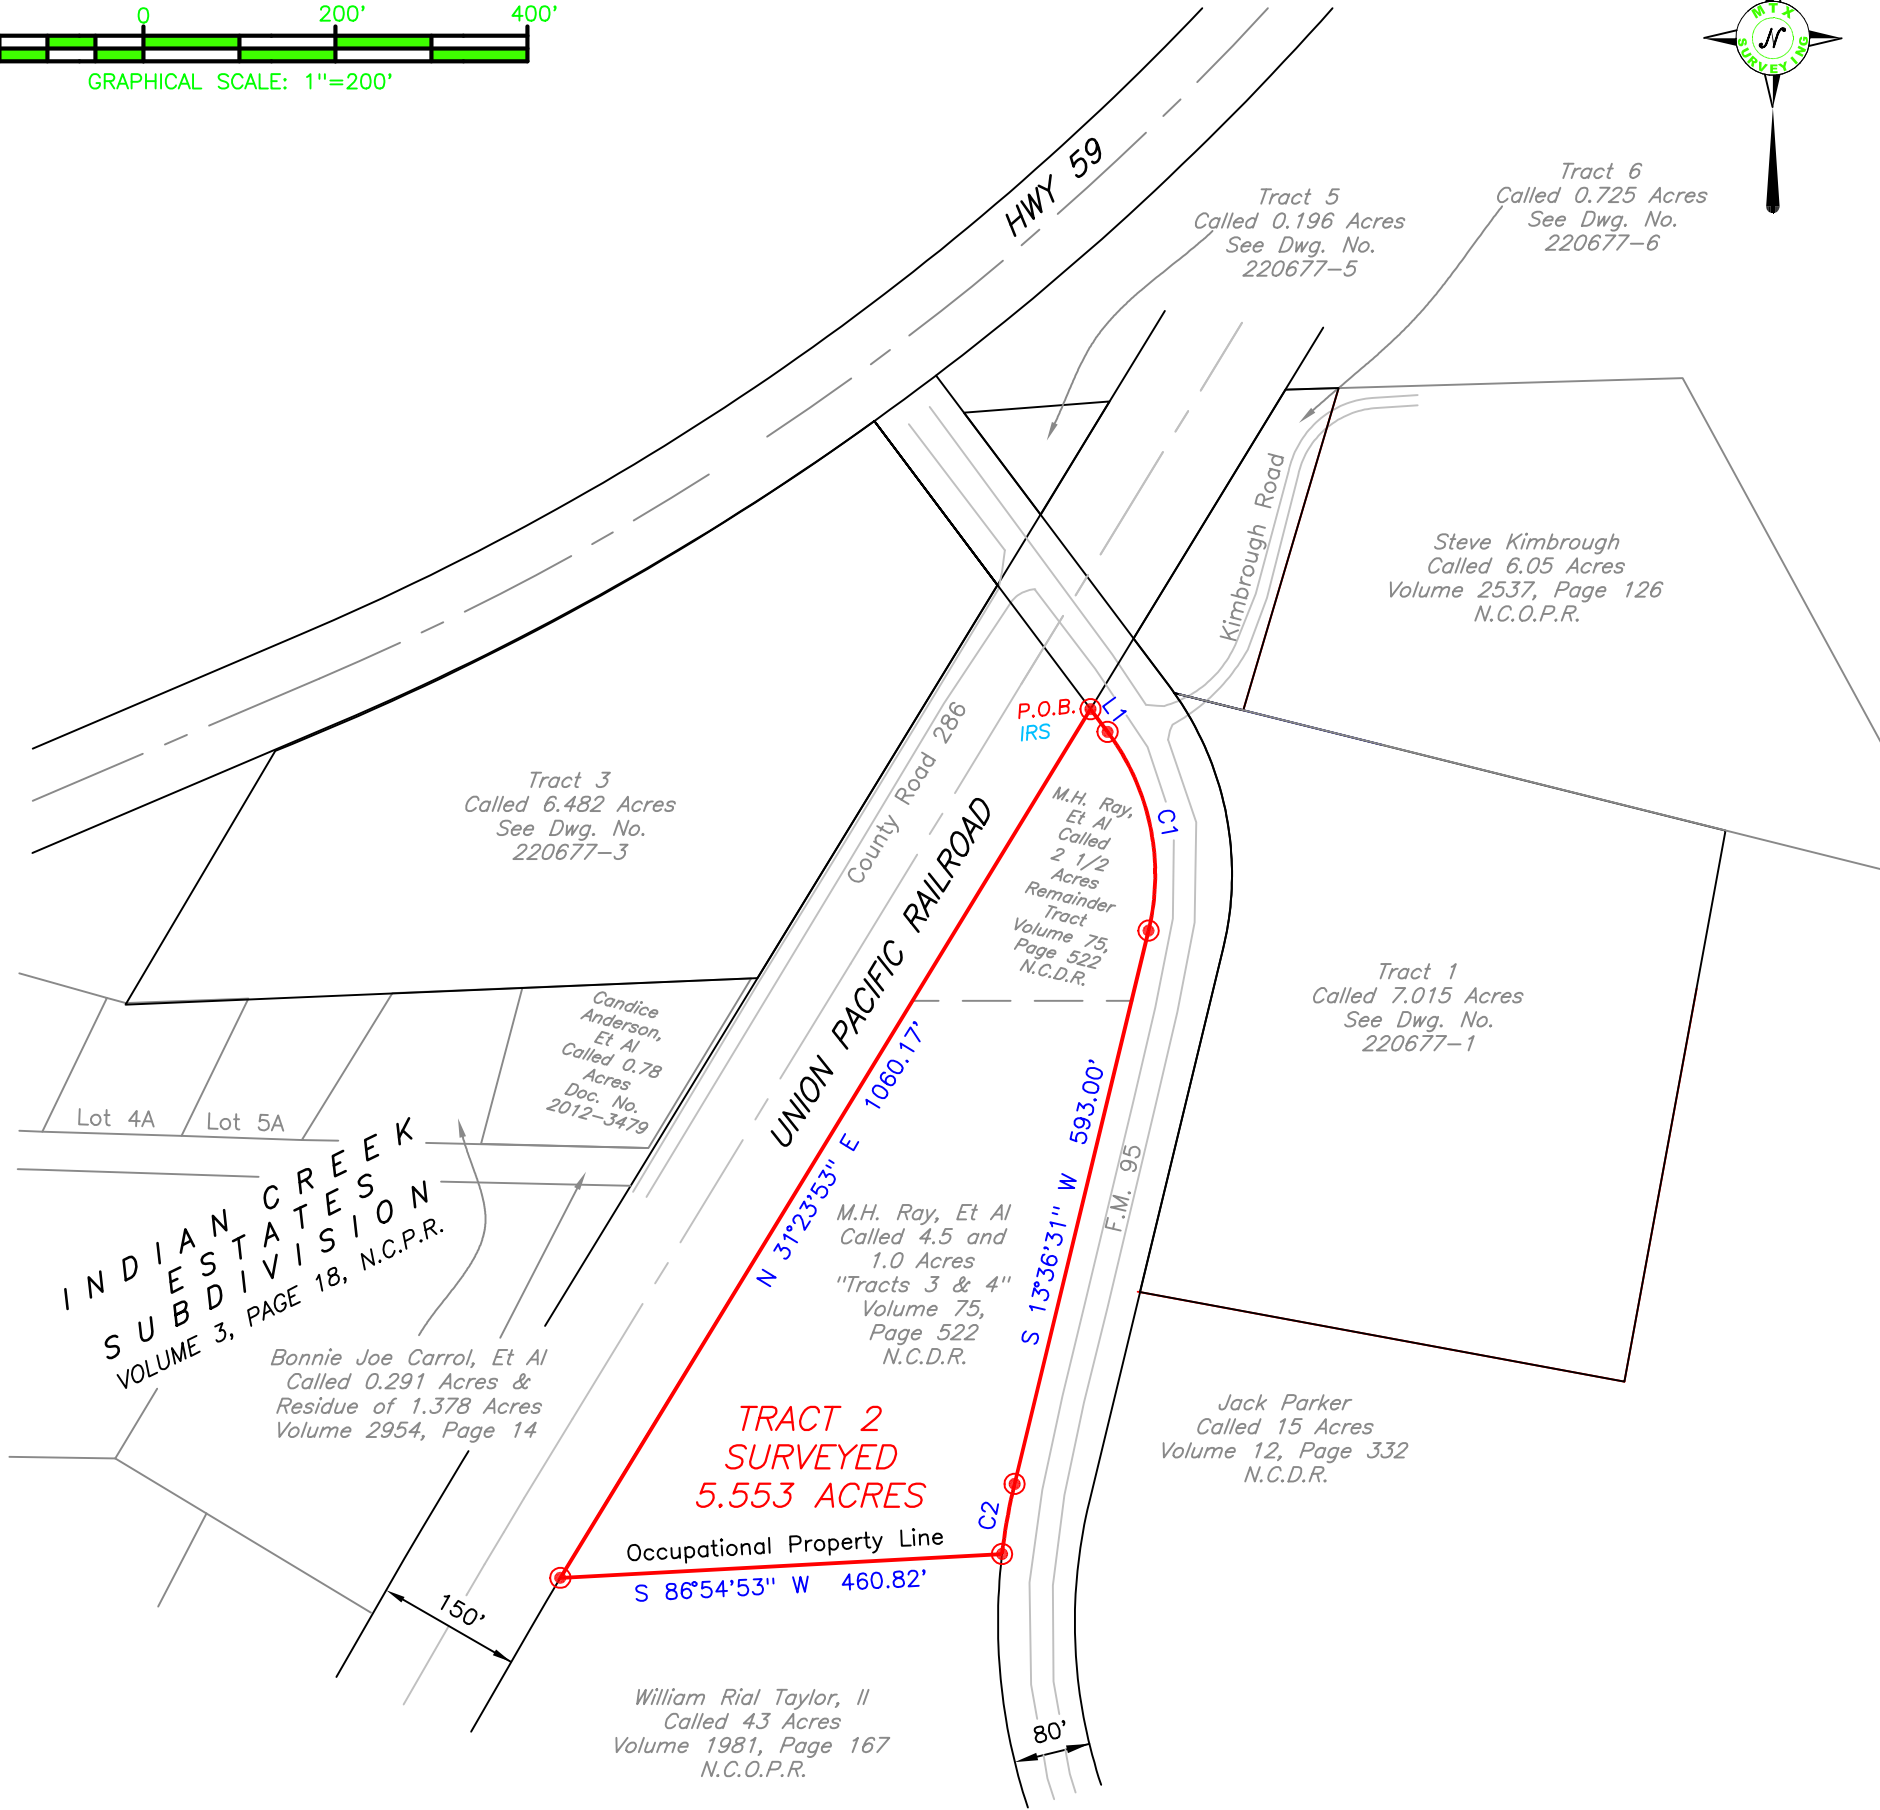 0 200' 400'
GRAPHICAL SCALE: 1"=200'
MTX
N
SURVEYING
HWY 59
Tract 5
Called 0.196 Acres
See Dwg. No.
220677-5
Tract 6
Called 0.725 Acres
See Dwg. No.
220677-6
Kimbrough Road
Steve Kimbrough
Called 6.05 Acres
Volume 2537, Page 126
N.C.O.P.R.
P.O.B.
IRS
L1
C1
County Road 286
Tract 3
Called 6.482 Acres
See Dwg. No.
220677-3
UNION PACIFIC RAILROAD
M.H. Ray,
Et Al
Called
2 1/2
Acres
Remainder
Tract
Volume 75,
Page 522
N.C.D.R.
Tract 1
Called 7.015 Acres
See Dwg. No.
220677-1
Candice
Anderson,
Et Al
Called 0.78
Acres
Doc. No.
2012-3479
Lot 4A
Lot 5A
INDIAN CREEK
ESTATES
SUBDIVISION
VOLUME 3, PAGE 18, N.C.P.R.
N 31°23'53" E 1060.17'
S 13°36'31" W 593.00'
F.M. 95
M.H. Ray, Et Al
Called 4.5 and
1.0 Acres
"Tracts 3 & 4"
Volume 75,
Page 522
N.C.D.R.
Bonnie Joe Carrol, Et Al
Called 0.291 Acres &
Residue of 1.378 Acres
Volume 2954, Page 14
TRACT 2
SURVEYED
5.553 ACRES
Jack Parker
Called 15 Acres
Volume 12, Page 332
N.C.D.R.
C2
Occupational Property Line
S 86°54'53" W 460.82'
150'
William Rial Taylor, II
Called 43 Acres
Volume 1981, Page 167
N.C.O.P.R.
80'